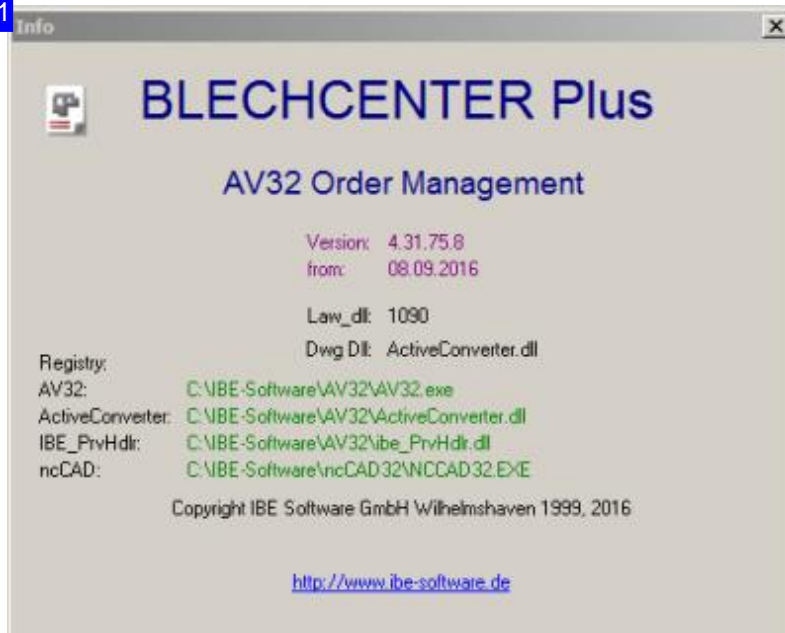 1
Info
BLECHCENTER Plus
AV32 Order Management
Version: 4.31.75.8
from: 08.09.2016
Law_dll: 1090
Dwg Dll: ActiveConverter.dll
Registry:
AV32: C:\IBE-Software\AV32\AV32.exe
ActiveConverter: C:\IBE-Software\AV32\ActiveConverter.dll
IBE_PrvHdlr: C:\IBE-Software\AV32\ibe_PrvHdlr.dll
ncCAD: C:\IBE-Software\ncCAD32\NCCAD32.EXE
Copyright IBE Software GmbH Wilhelmshaven 1999, 2016
http://www.ibe-software.de